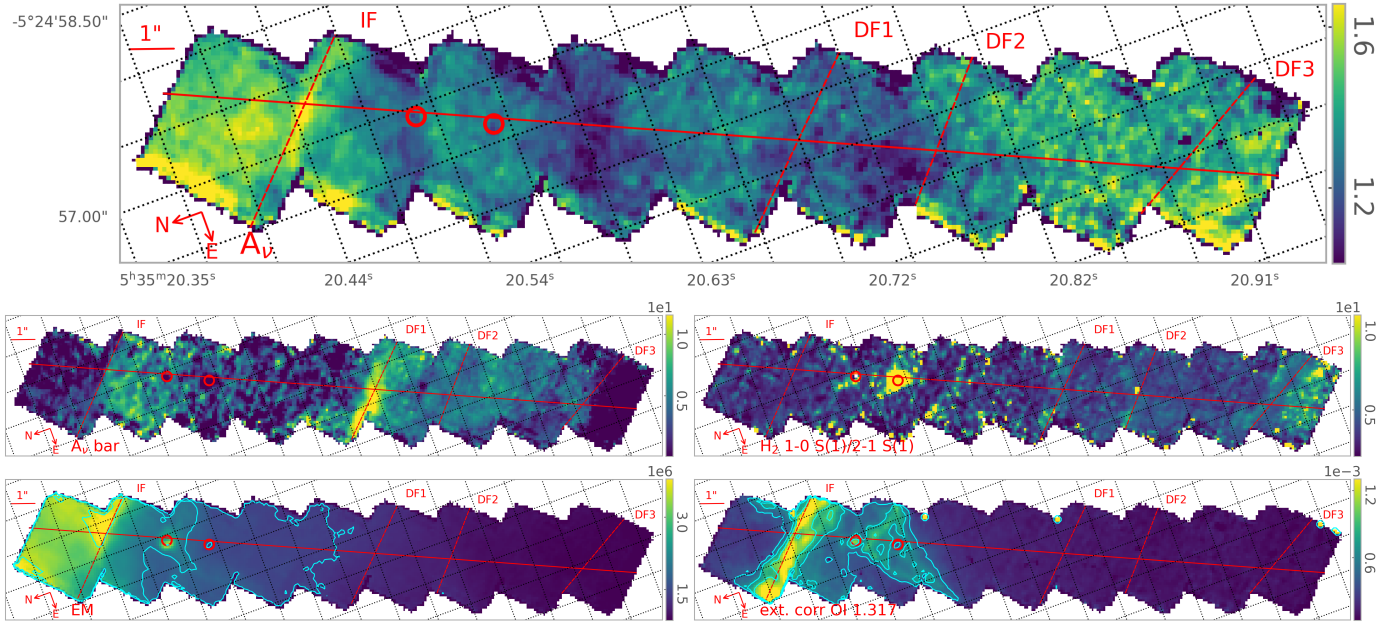 -5°24'58.50"
57.00"
1"
IF
DF1
DF2
DF3
N
E
Aν
1.6
1.2
5ʰ35ᵐ20.35ˢ
20.44ˢ
20.54ˢ
20.63ˢ
20.72ˢ
20.82ˢ
20.91ˢ
1"
IF
DF1
DF2
DF3
N
E
Aν bar
1e1
1.0
0.5
1"
IF
DF1
DF2
DF3
N
E
H₂ 1-0 S(1)/2-1 S(1)
1e1
1.0
0.5
1"
IF
DF1
DF2
DF3
N
E
EM
1e6
3.0
1.5
1"
IF
DF1
DF2
DF3
N
E
ext. corr OI 1.317
1e−3
1.2
0.6